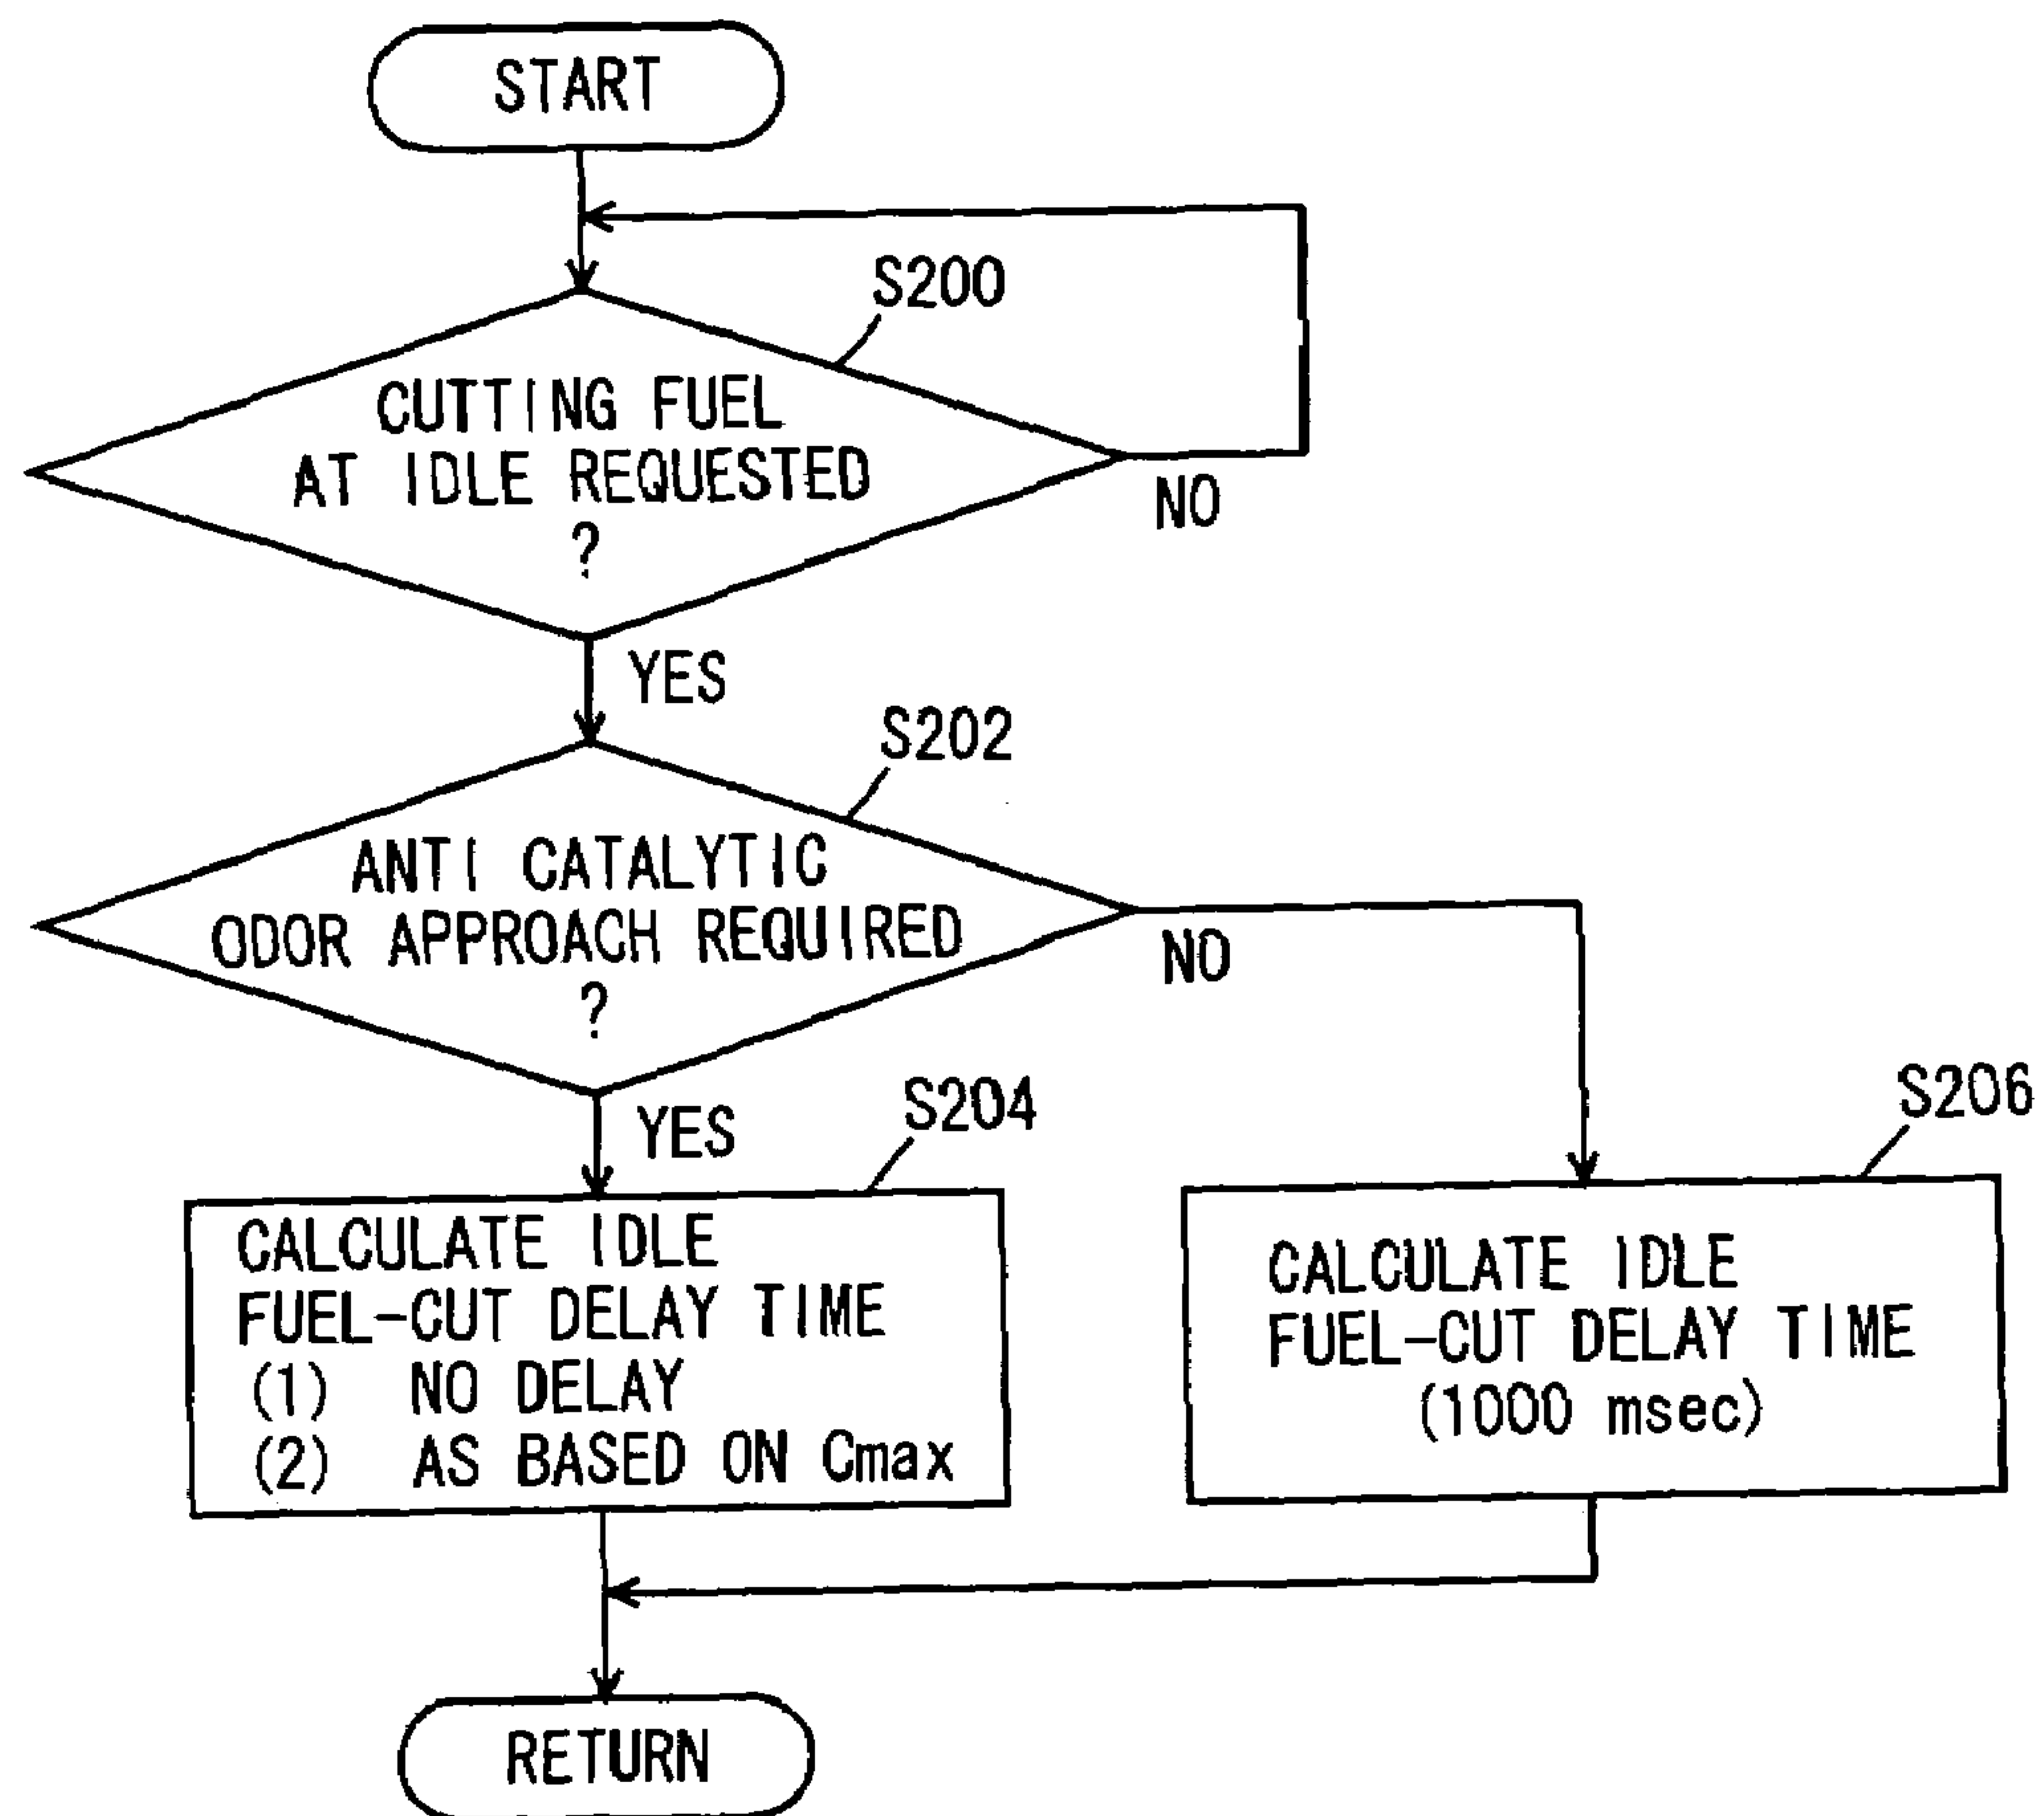 START
S200
CUTTING FUEL
AT IDLE REQUESTED
?
NO
YES
S202
ANTI CATALYTIC
ODOR APPROACH REQUIRED
?
NO
YES
S204
CALCULATE IDLE
FUEL-CUT DELAY TIME
(1) NO DELAY
(2) AS BASED ON Cmax
S206
CALCULATE IDLE
FUEL-CUT DELAY TIME
(1000 msec)
RETURN